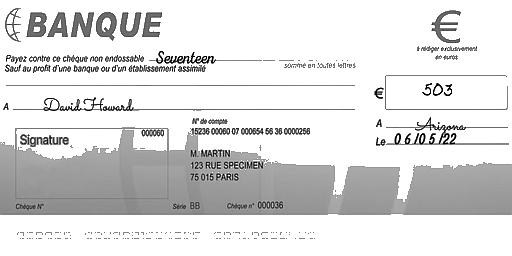 BANQUE
€
à rédiger exclusivement
en euros
Payez contre ce chèque non endossable Seventeen
Sauf au profit d'une banque ou d'un établissement assimilé
somme en toutes lettres
€ 503
A David Howard
A Arizona
Le 06/05/22
Signature
000060
N° de compte
15236 00060 07 000654 56 36 0000256
M. MARTIN
123 RUE SPECIMEN
75 015 PARIS
Chèque N°
Série BB
Chèque n° 000036